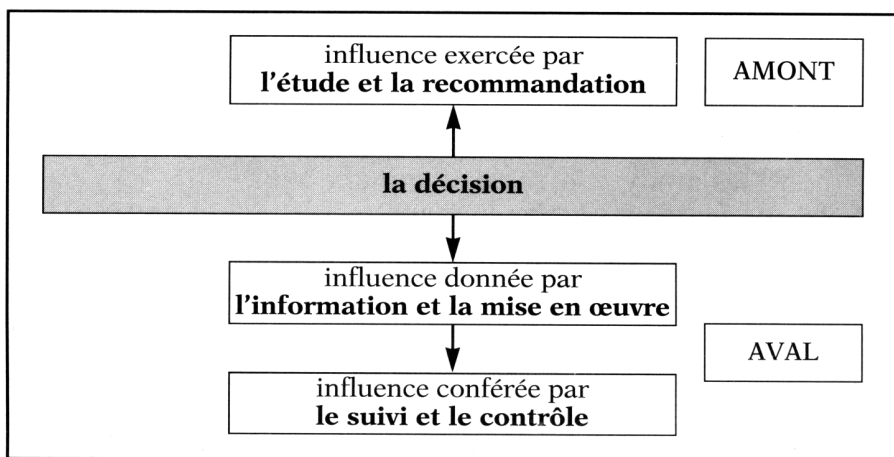 influence exercée par
l'étude et la recommandation
AMONT
la décision
influence donnée par
l'information et la mise en œuvre
AVAL
influence conférée par
le suivi et le contrôle